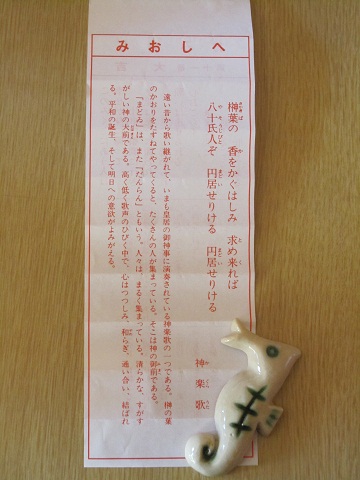 みおしへ
榊葉の　香をかぐはしみ　求め来れば
八十氏人ぞ　円居せりける　円居せりける
神楽歌
遠い昔から歌い継がれて、いまも皇居の御神事に演奏されている神楽歌の一つである。榊の葉
のかおりをたずねてやってくると、たくさんの人が集まっている。そこは神の御前である。
「まどゐ」は、また「だんらん」ともいう。人々は、まるく集まっている。清らかな、すがす
がしい神の大前である。高く低く歌声のひびく中で、心はつつしみ、和らぎ、通い合い、結ばれ
る。平和の誕生、そして明日への意欲がよみがえる。